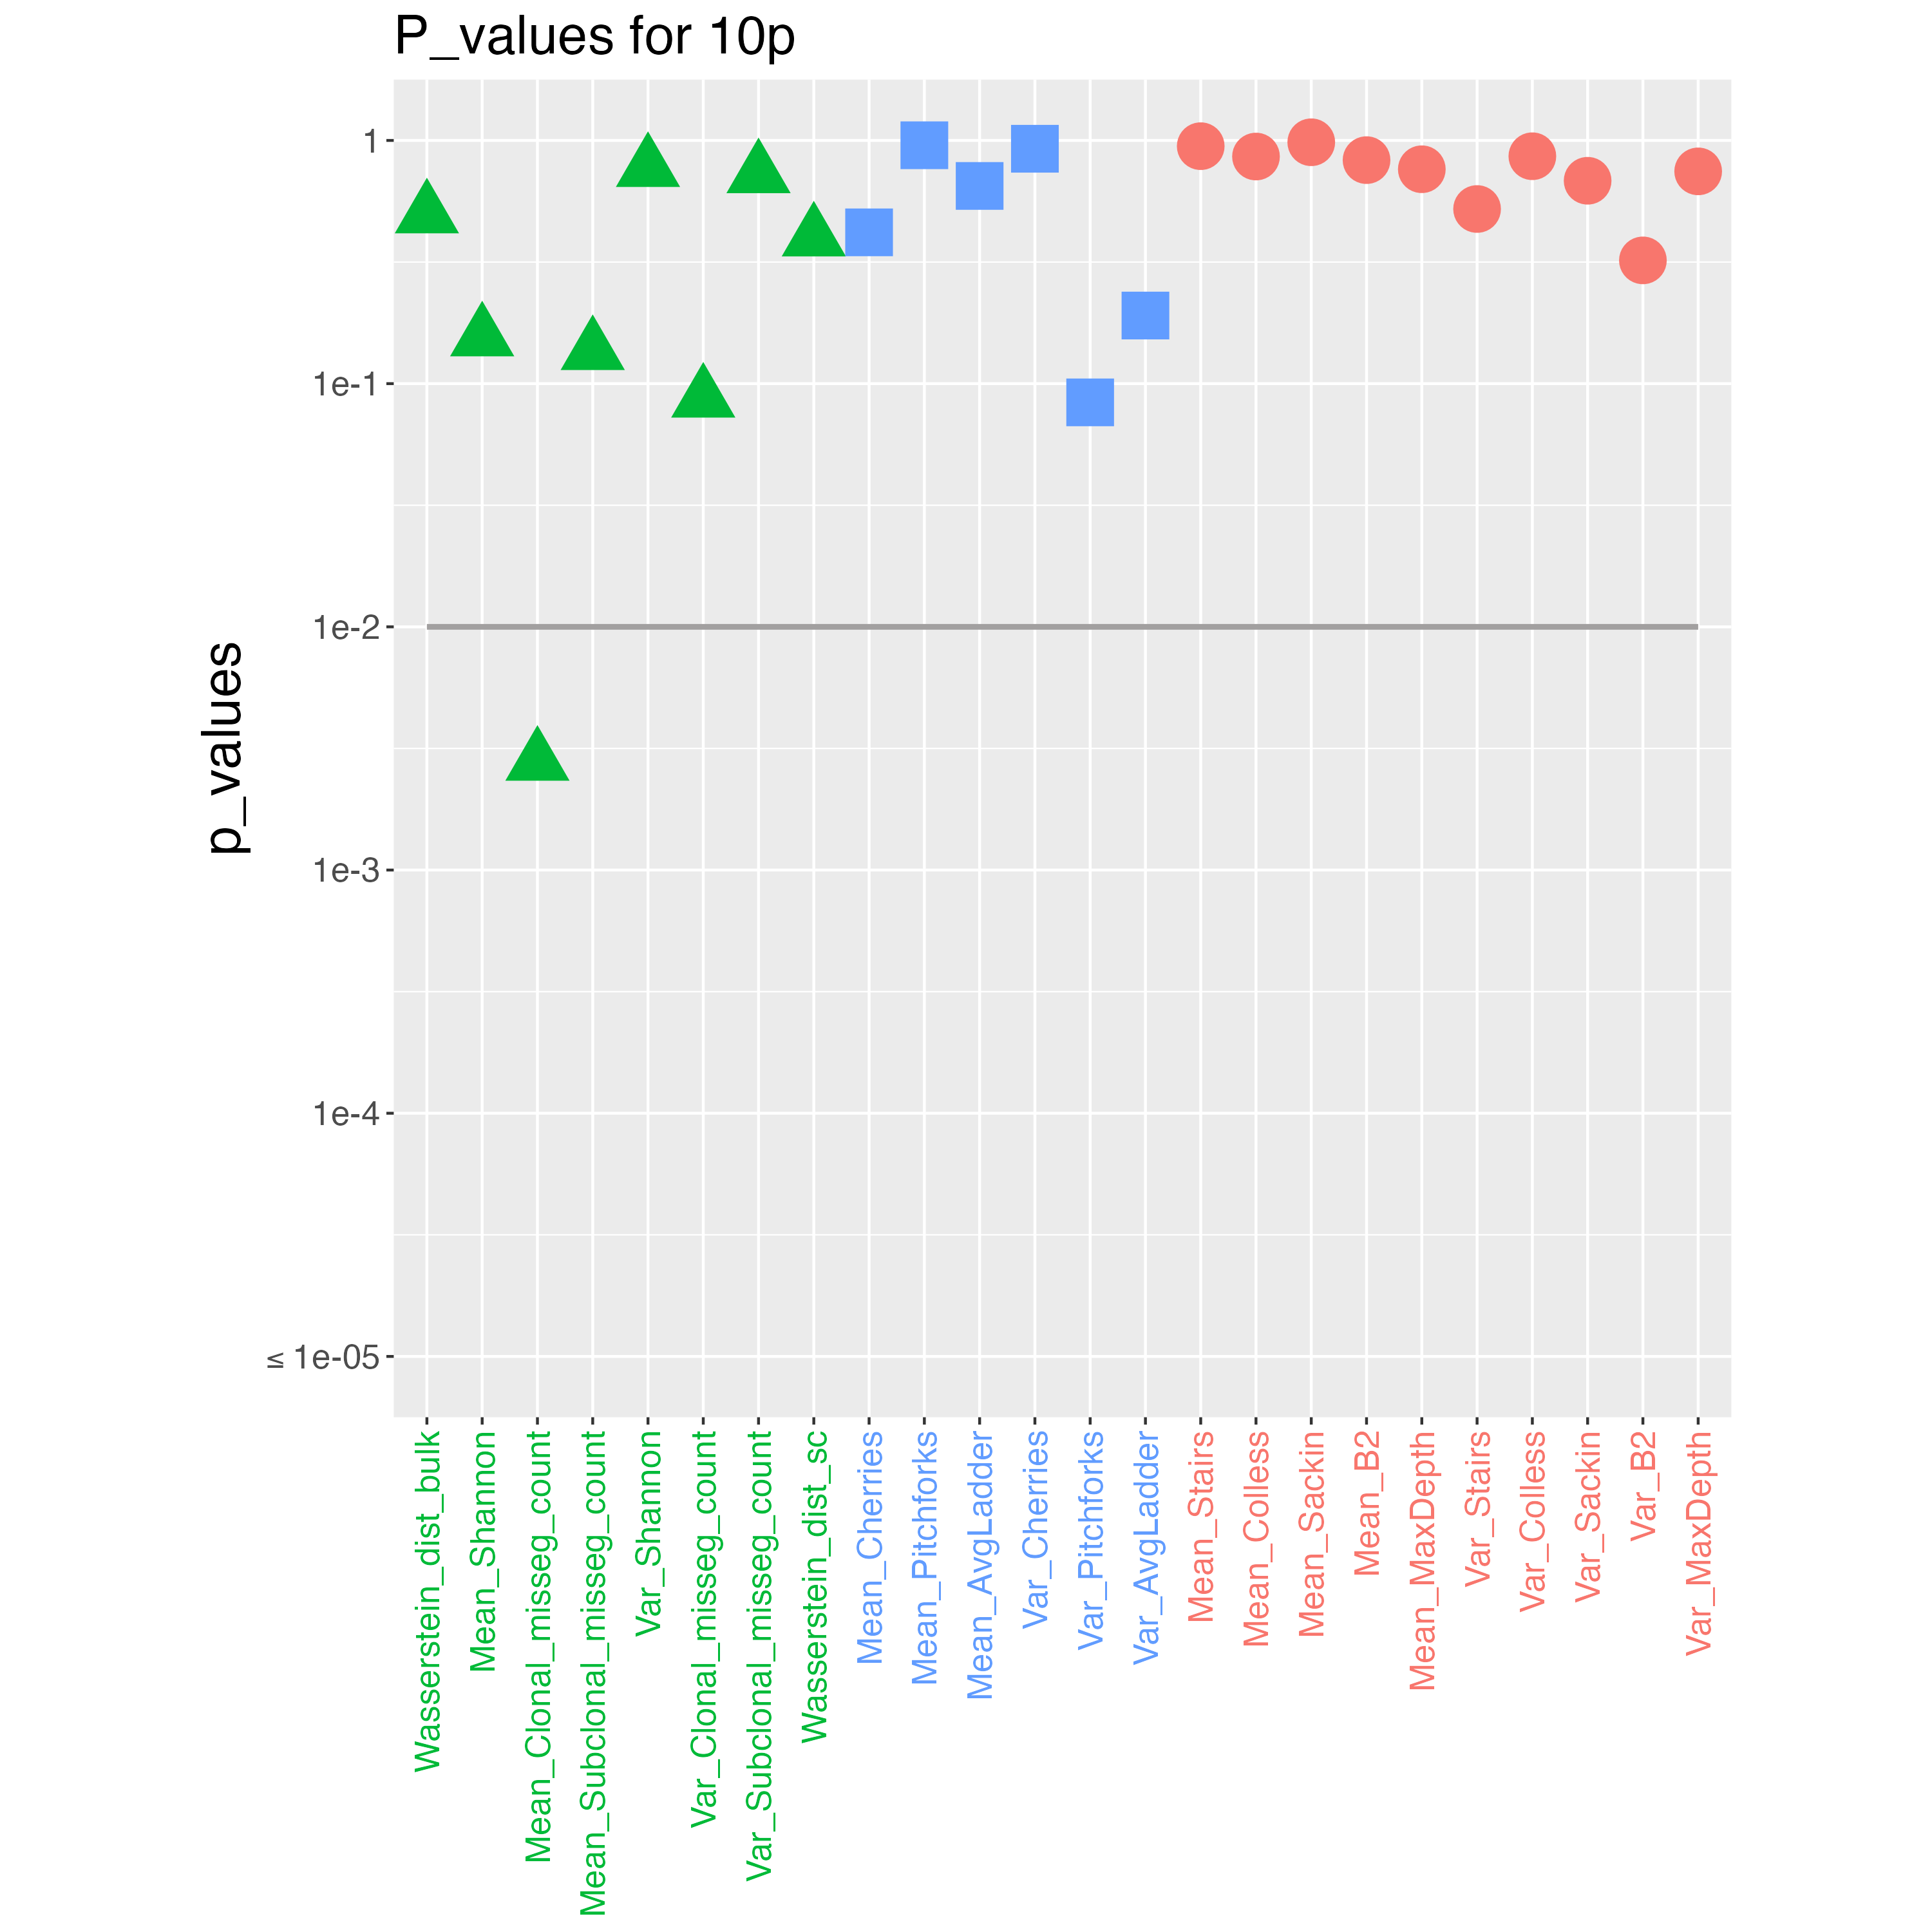 P_values for 10p
p_values
1
1e-1
1e-2
1e-3
1e-4
≤ 1e-05
Wasserstein_dist_bulk
Mean_Shannon
Mean_Clonal_misseg_count
Mean_Subclonal_misseg_count
Var_Shannon
Var_Clonal_misseg_count
Var_Subclonal_misseg_count
Wasserstein_dist_sc
Mean_Cherries
Mean_Pitchforks
Mean_AvgLadder
Var_Cherries
Var_Pitchforks
Var_AvgLadder
Mean_Stairs
Mean_Colless
Mean_Sackin
Mean_B2
Mean_MaxDepth
Var_Stairs
Var_Colless
Var_Sackin
Var_B2
Var_MaxDepth